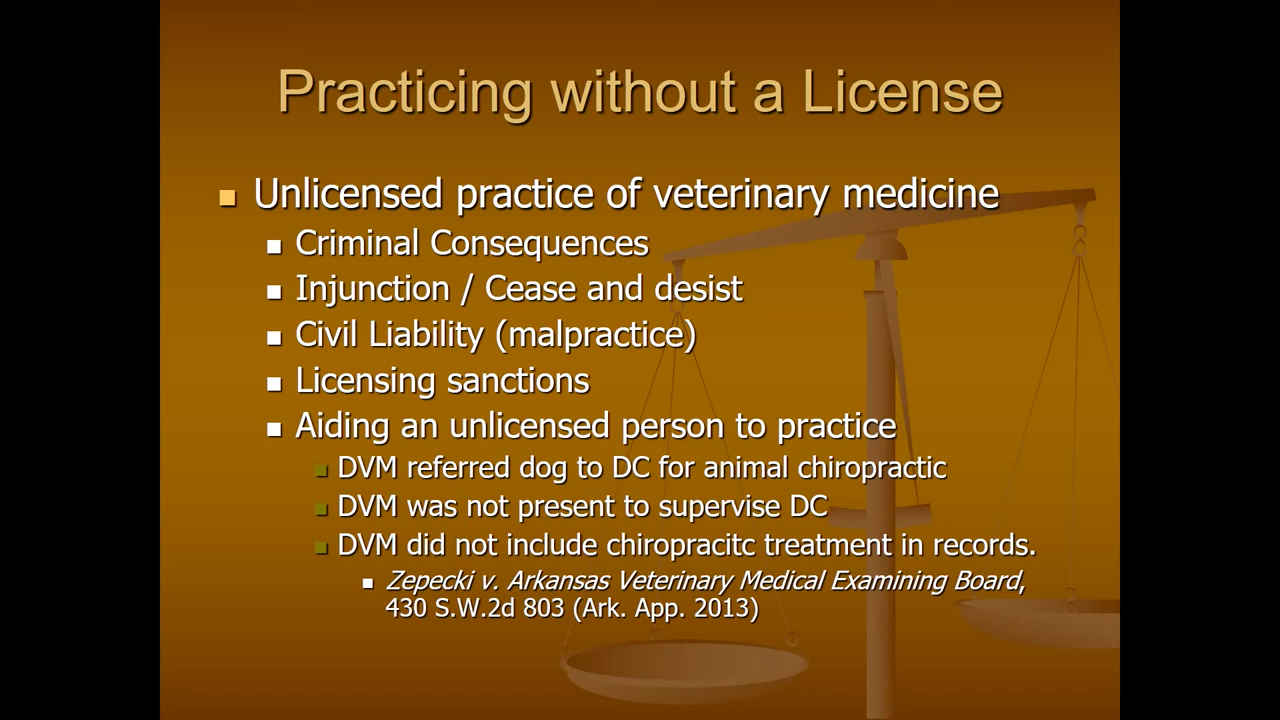 Practicing without a License
Unlicensed practice of veterinary medicine
Criminal Consequences
Injunction / Cease and desist
Civil Liability (malpractice)
Licensing sanctions
Aiding an unlicensed person to practice
DVM referred dog to DC for animal chiropractic
DVM was not present to supervise DC
DVM did not include chiropracitc treatment in records.
Zepecki v. Arkansas Veterinary Medical Examining Board,
430 S.W.2d 803 (Ark. App. 2013)